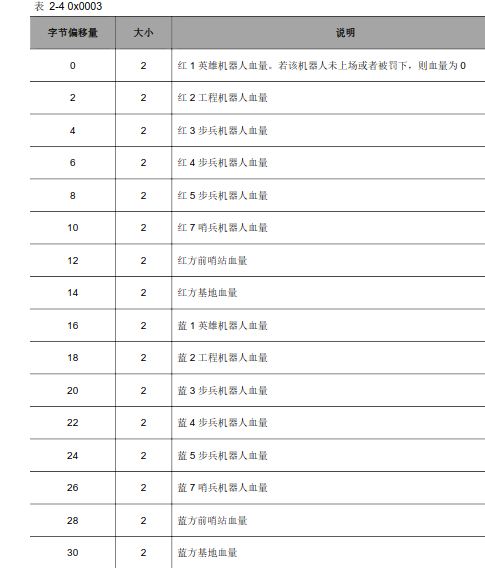 表 2-4 0x0003
字节偏移量 大小 说明
0 2 红 1 英雄机器人血量。若该机器人未上场或者被罚下，则血量为 0
2 2 红 2 工程机器人血量
4 2 红 3 步兵机器人血量
6 2 红 4 步兵机器人血量
8 2 红 5 步兵机器人血量
10 2 红 7 哨兵机器人血量
12 2 红方前哨站血量
14 2 红方基地血量
16 2 蓝 1 英雄机器人血量
18 2 蓝 2 工程机器人血量
20 2 蓝 3 步兵机器人血量
22 2 蓝 4 步兵机器人血量
24 2 蓝 5 步兵机器人血量
26 2 蓝 7 哨兵机器人血量
28 2 蓝方前哨站血量
30 2 蓝方基地血量